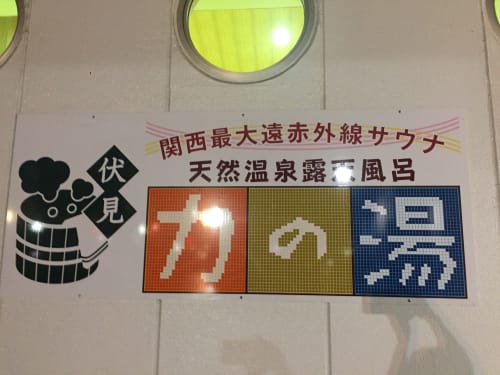 関西最大遠赤外線サウナ
天然温泉露天風呂
伏見
力の湯